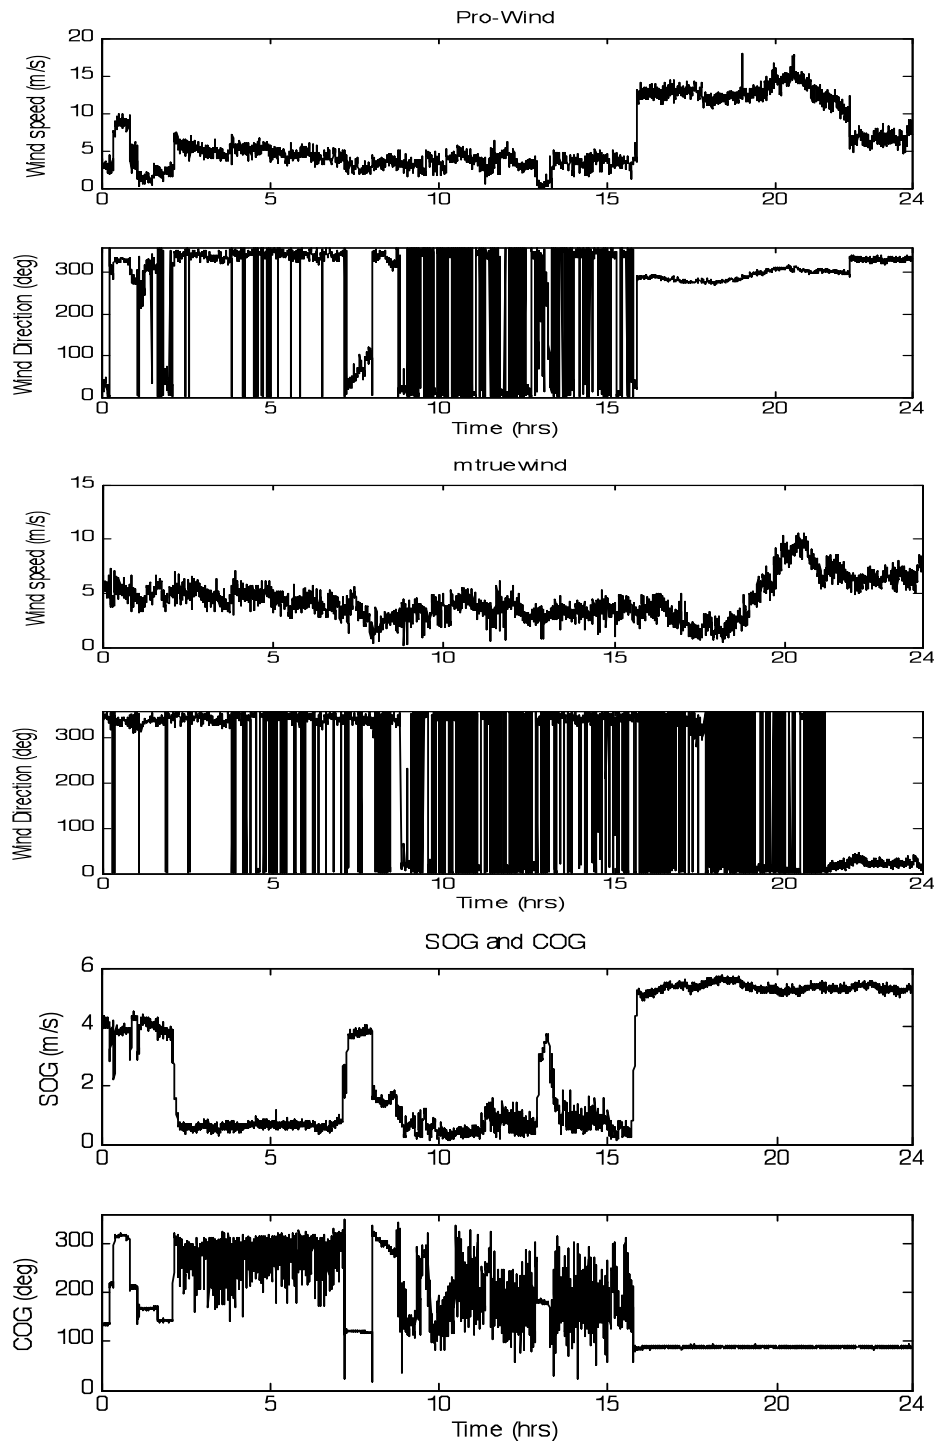 Pro-Wind
Wind speed (m/s)
20
15
10
5
0
0 5 10 15 20 24
Wind Direction (deg)
300
200
100
0
0 5 10 15 20 24
Time (hrs)
mtruewind
Wind speed (m/s)
15
10
5
0
0 5 10 15 20 24
Wind Direction (deg)
300
200
100
0
0 5 10 15 20 24
Time (hrs)
SOG and COG
SOG (m/s)
6
4
2
0
0 5 10 15 20 24
COG (deg)
300
200
100
0
0 5 10 15 20 24
Time (hrs)